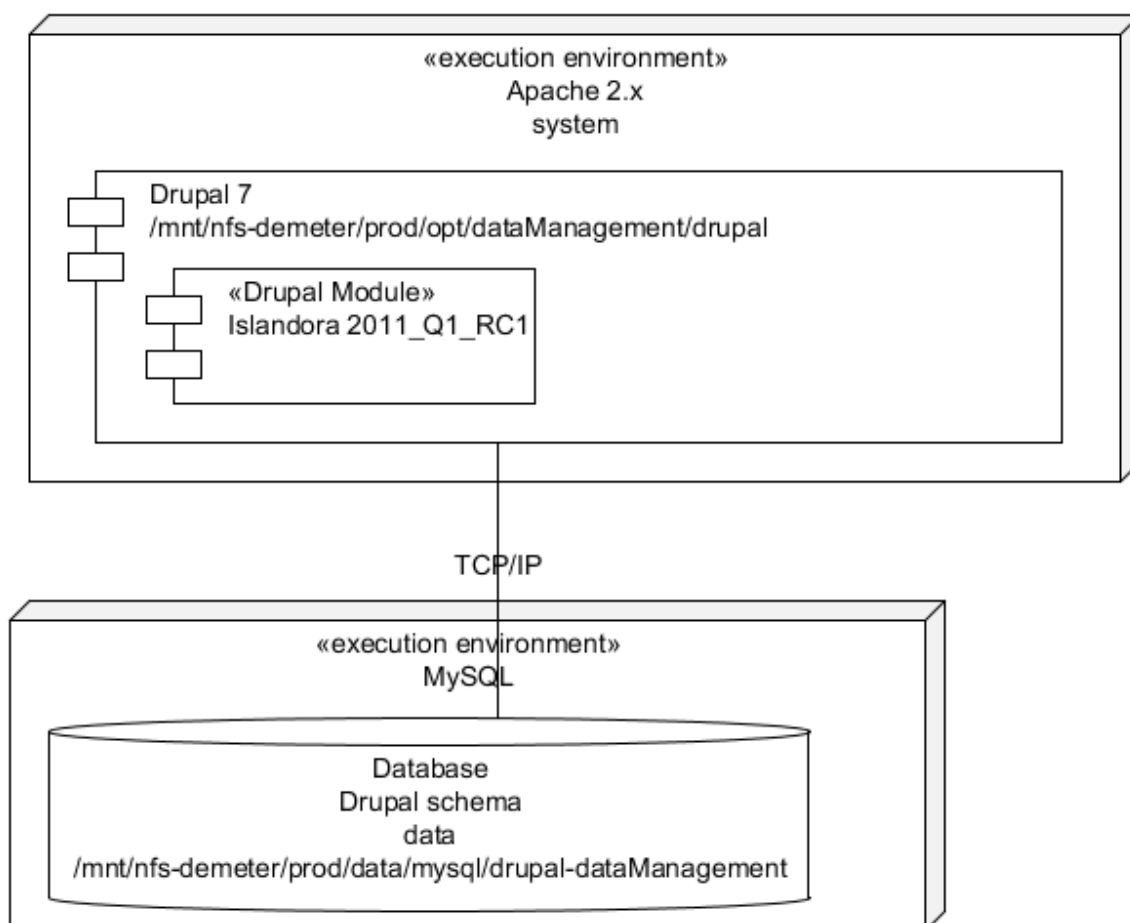 «execution environment»
Apache 2.x
system
Drupal 7
/mnt/nfs-demeter/prod/opt/dataManagement/drupal
«Drupal Module»
Islandora 2011_Q1_RC1
TCP/IP
«execution environment»
MySQL
Database
Drupal schema
data
/mnt/nfs-demeter/prod/data/mysql/drupal-dataManagement